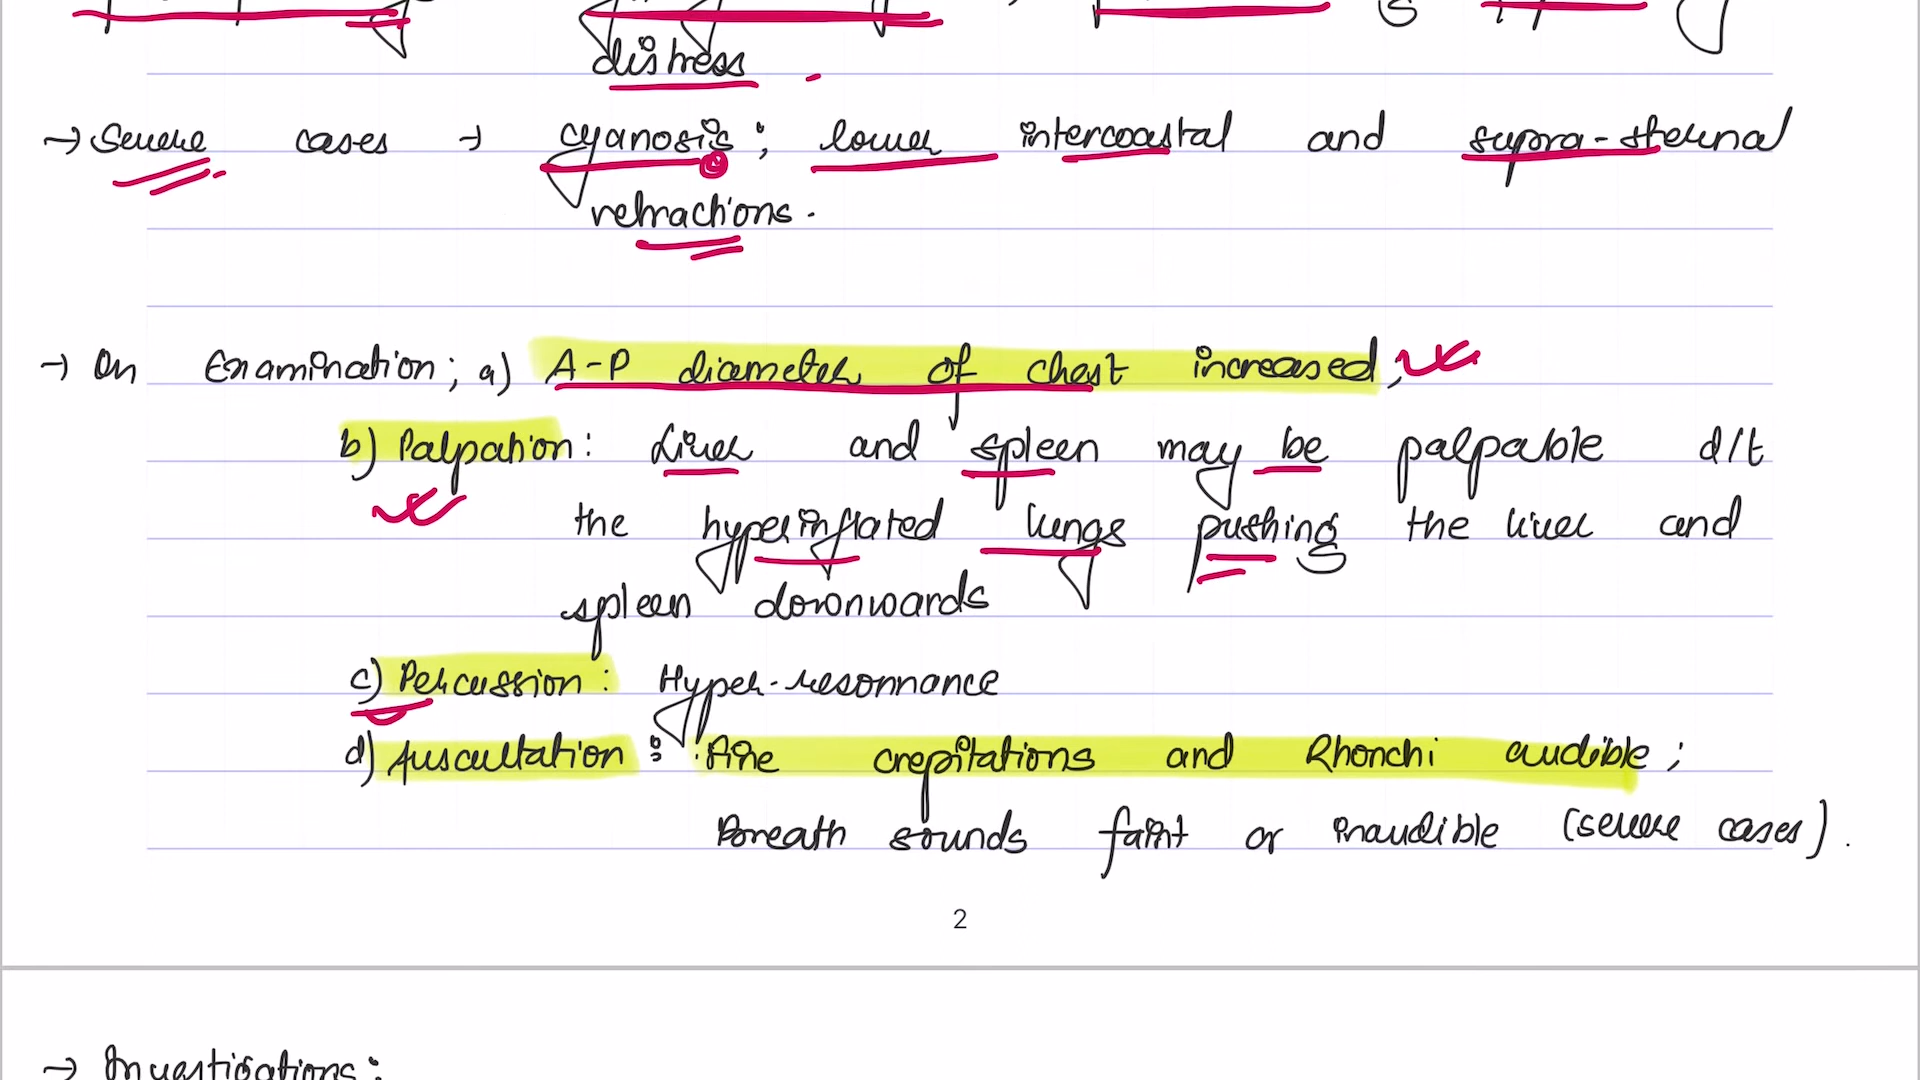 distress .
→ Severe cases → cyanosis; lower intercoastal and supra-sternal
retractions.
→ On Examination; a) A-P diameter of chest increased,
b) Palpation: Liver and spleen may be palpable d/t
the hyperinflated lungs pushing the liver and
spleen downwards
c) Percussion: Hyper-resonnance
d) Auscultation: Fine crepitations and Rhonchi audible;
Breath sounds faint or inaudible (severe cases).
2
→ Investigations: